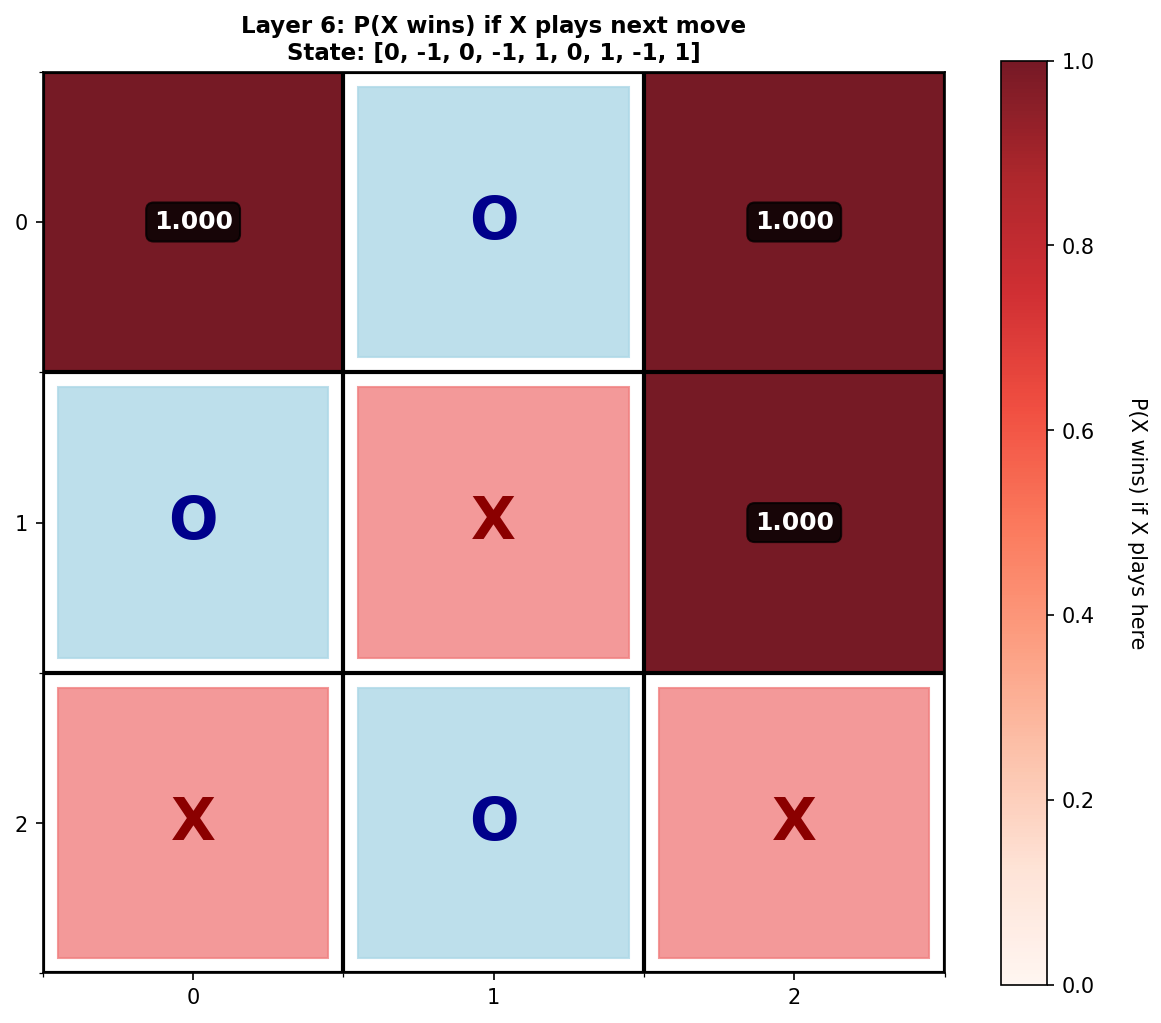 Layer 6: P(X wins) if X plays next move
State: [0, -1, 0, -1, 1, 0, 1, -1, 1]
1.000
O
1.000
O
X
1.000
X
O
X
0
1
2
0
1
2
1.0
0.8
0.6
0.4
0.2
0.0
P(X wins) if X plays here